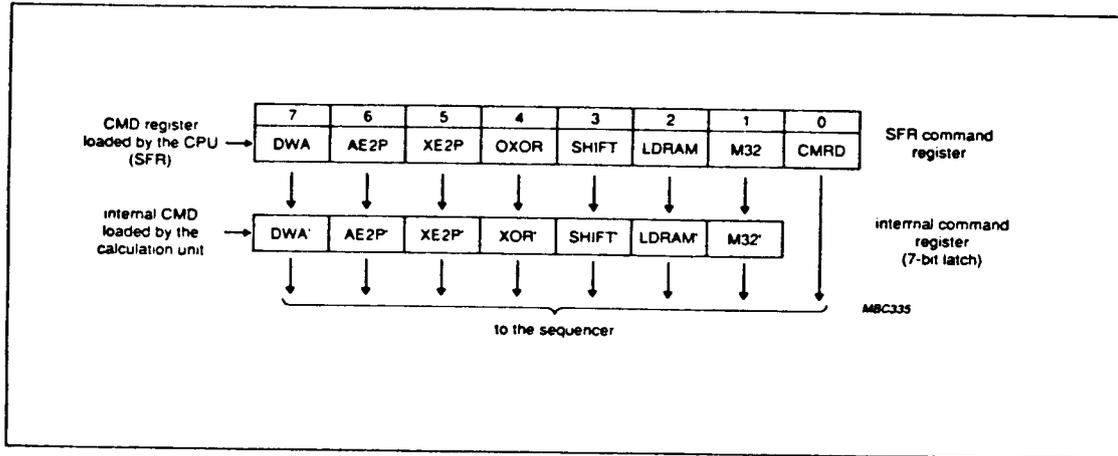 CMD register
loaded by the CPU
(SFR)
7 6 5 4 3 2 1 0
DWA AE2P XE2P OXOR SHIFT LDRAM M32 CMRD
SFR command
register
internal CMD
loaded by the
calculation unit
DWA' AE2P' XE2P' XOR' SHIFT' LDRAM' M32'
internal command
register
(7-bit latch)
MBC335
to the sequencer